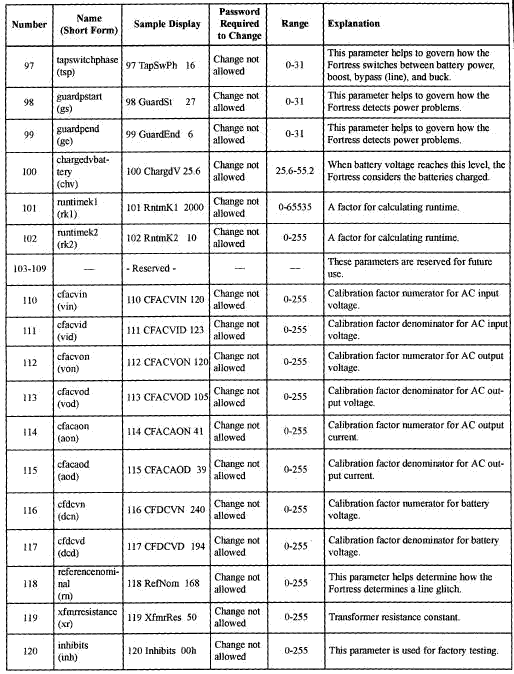 Number
Name
(Short Form)
Sample Display
Password
Required
to Change
Range
Explanation
97
tapswitchphase
(tsp)
97 TapSwPh 16
Change not
allowed
0-31
This parameter helps to govern how the
Fortress switches between battery power,
boost, bypass (line), and buck.
98
guardpstart
(gs)
98 GuardSt 27
Change not
allowed
0-31
This parameter helps to govern how the
Fortress detects power problems.
99
guardpend
(ge)
99 GuardEnd 6
Change not
allowed
0-31
This parameter helps to govern how the
Fortress detects power problems.
100
chargedvbat-
tery
(chv)
100 ChargdV 25.6
Change not
allowed
25.6-55.2
When battery voltage reaches this level, the
Fortress considers the batteries charged.
101
runtimek1
(rk1)
101 RntmK1 2000
Change not
allowed
0-65535
A factor for calculating runtime.
102
runtimek2
(rk2)
102 RntmK2 10
Change not
allowed
0-255
A factor for calculating runtime.
103-109
—
- Reserved -
—
—
These parameters are reserved for future
use.
110
cfacvin
(vin)
110 CFACVIN 120
Change not
allowed
0-255
Calibration factor numerator for AC input
voltage.
111
cfacvid
(vid)
111 CFACVID 123
Change not
allowed
0-255
Calibration factor denominator for AC input
voltage.
112
cfacvon
(von)
112 CFACVON 120
Change not
allowed
0-255
Calibration factor numerator for AC output
voltage.
113
cfacvod
(vod)
113 CFACVOD 105
Change not
allowed
0-255
Calibration factor denominator for AC out-
put voltage.
114
cfacaon
(aon)
114 CFACAON 41
Change not
allowed
0-255
Calibration factor numerator for AC output
current.
115
cfacaod
(aod)
115 CFACAOD 39
Change not
allowed
0-255
Calibration factor denominator for AC out-
put current.
116
cfdcvn
(dcn)
116 CFDCVN 240
Change not
allowed
0-255
Calibration factor numerator for battery
voltage.
117
cfdcvd
(dcd)
117 CFDCVD 194
Change not
allowed
0-255
Calibration factor denominator for battery
voltage.
118
referencenomi-
nal
(rn)
118 RefNom 168
Change not
allowed
0-255
This parameter helps determine how the
Fortress determines a line glitch.
119
xfmrresistance
(xr)
119 XfmrRes 50
Change not
allowed
0-255
Transformer resistance constant.
120
inhibits
(inh)
120 Inhibits 00h
Change not
allowed
0-255
This parameter is used for factory testing.